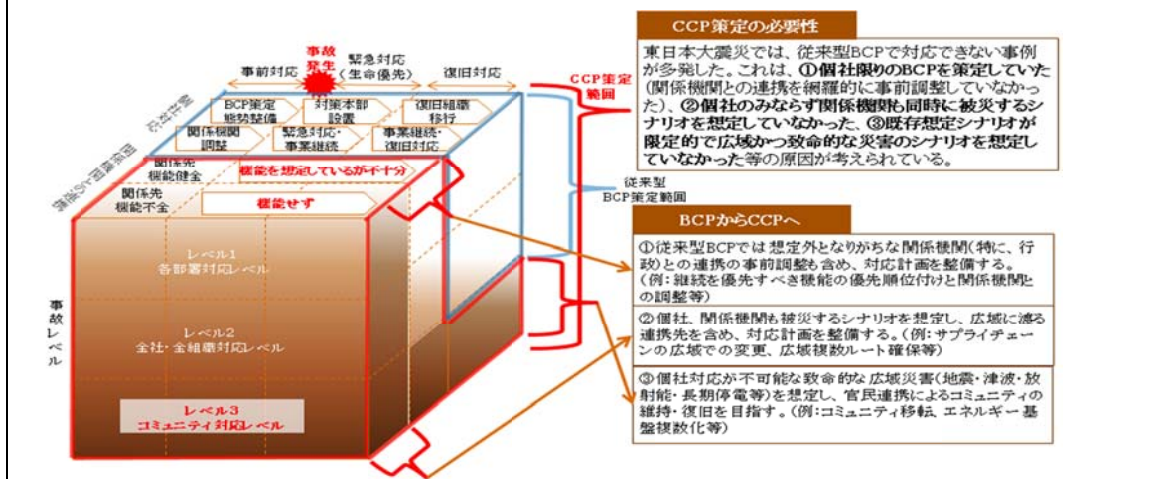 CCP策定の必要性
東日本大震災では、従来型BCPで対応できない事例
が多発した。これは、①個社限りのBCPを策定していた
(関係機関との連携を網羅的に事前調整していなかっ
た)、②個社のみならず関係機関も同時に被災するシ
ナリオを想定していなかった、③既存想定シナリオが
限定的で広域かつ致命的な災害のシナリオを想定し
ていなかった等の原因が考えられている。
事故
発生
事前対応
緊急対応
(生命優先)
復旧対応
CCP策定
範囲
個社対応
BCP策定
態勢整備
対策本部
設置
復旧組織
移行
関係機関
調整
緊急対応・
事業継続
事業継続・
復旧対応
関係機関との連携
関係先
機能健全
機能を想定しているが不十分
関係先
機能不全
機能せず
従来型
BCP策定範囲
事故レベル
レベル1
各部署対応レベル
レベル2
全社・全組織対応レベル
レベル3
コミュニティ対応レベル
BCPからCCPへ
①従来型BCPでは想定外となりがちな関係機関(特に、行
政)との連携の事前調整も含め、対応計画を整備する。
(例:継続を優先すべき機能の優先順位付けと関係機関と
の調整等)
②個社、関係機関も被災するシナリオを想定し、広域に渡る
連携先を含め、対応計画を整備する。(例:サプライチェー
ンの広域での変更、広域複数ルート確保等)
③個社対応が不可能な致命的な広域災害(地震・津波・放
射能・長期停電等)を想定し、官民連携によるコミュニティの
維持・復旧を目指す。(例:コミュニティ移転、エネルギー基
盤複数化等)